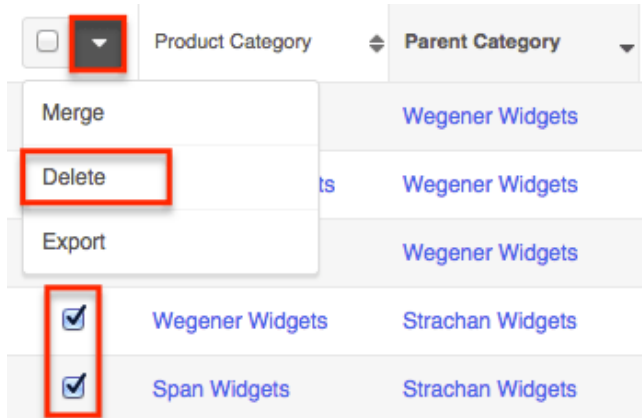 Product Category Parent Category
Merge Wegener Widgets
Delete ts Wegener Widgets
Export Wegener Widgets
Wegener Widgets Strachan Widgets
Span Widgets Strachan Widgets